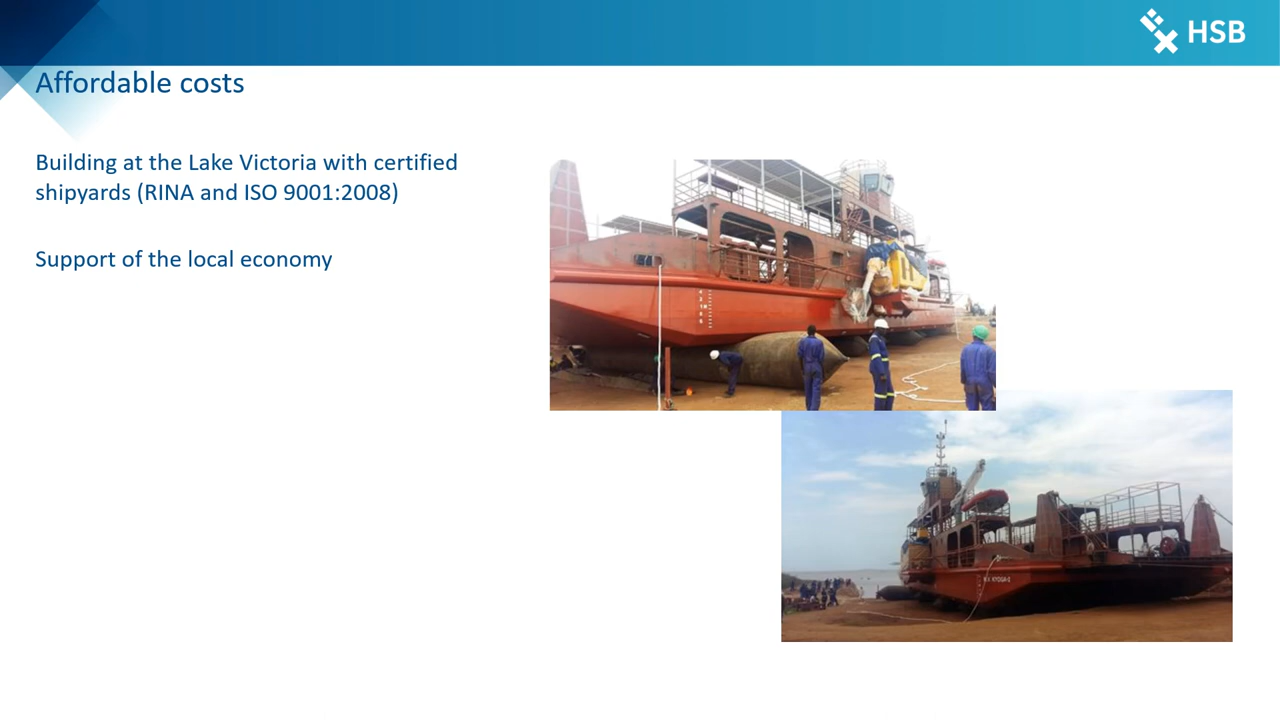 HSB
Affordable costs
Building at the Lake Victoria with certified
shipyards (RINA and ISO 9001:2008)
Support of the local economy
H